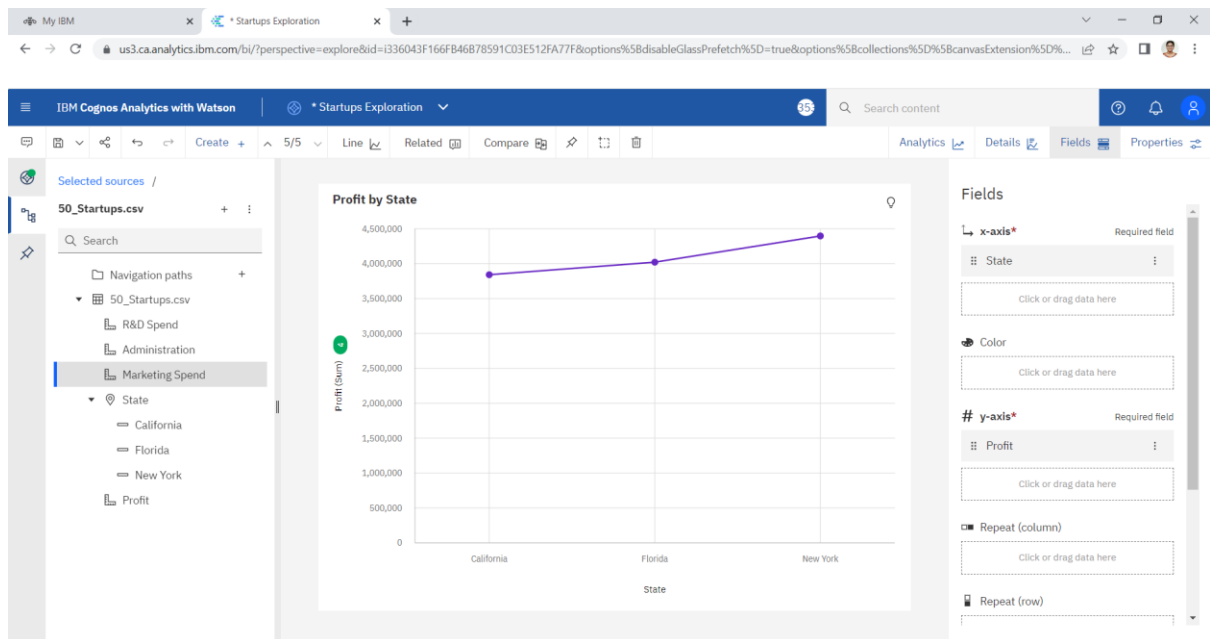 My IBM
* Startups Exploration
us3.ca.analytics.ibm.com/bi/?perspective=explore&id=i336043F166FB46B78591C03E512FA77F&options%5BdisableGlassPrefetch%5D=true&options%5Bcollections%5D%5BcanvasExtension%5D%...
IBM Cognos Analytics with Watson
* Startups Exploration
Search content
Create +
5/5
Line
Related
Compare
Analytics
Details
Fields
Properties
Selected sources /
50_Startups.csv
Search
Navigation paths
50_Startups.csv
R&D Spend
Administration
Marketing Spend
State
California
Florida
New York
Profit
Profit by State
4,500,000
4,000,000
3,500,000
3,000,000
2,500,000
2,000,000
1,500,000
1,000,000
500,000
0
Profit (Sum)
California
Florida
New York
State
Fields
x-axis* Required field
State
Click or drag data here
Color
Click or drag data here
# y-axis* Required field
Profit
Click or drag data here
Repeat (column)
Click or drag data here
Repeat (row)